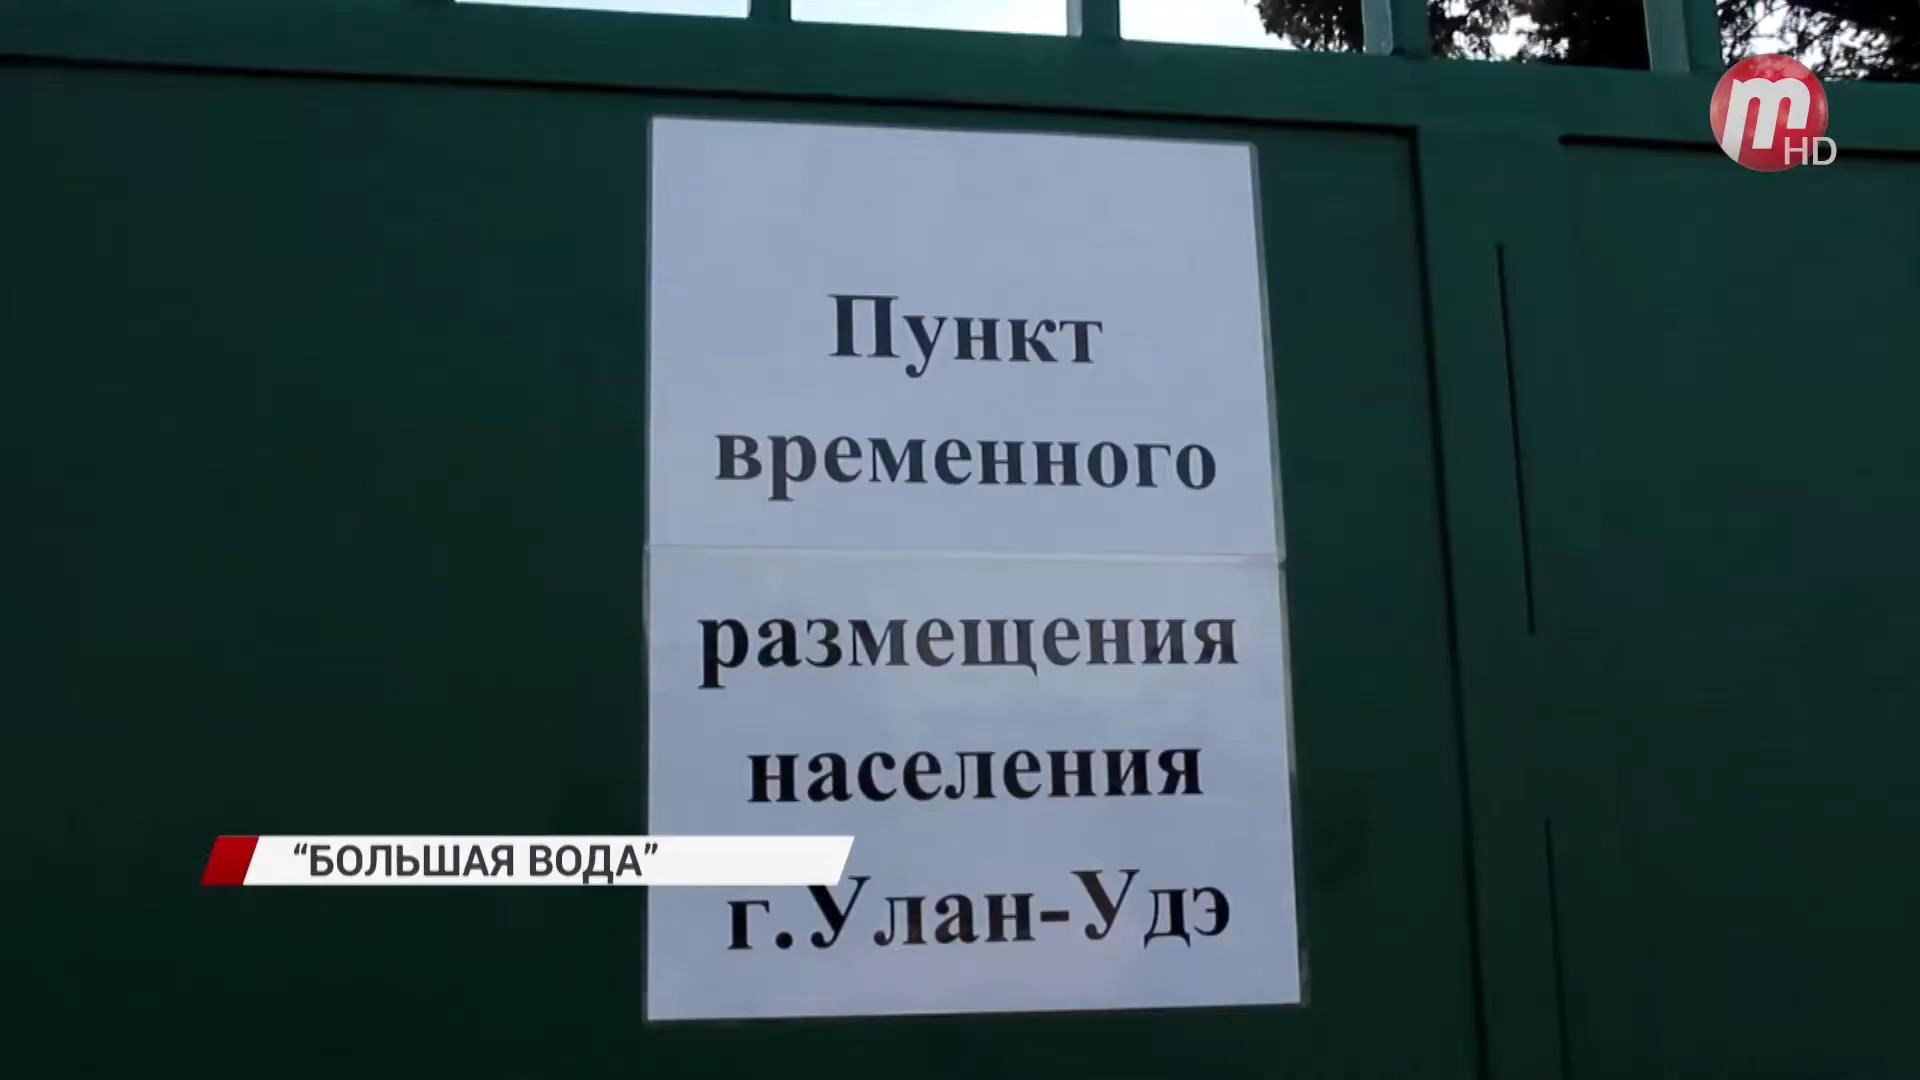 m HD
Пункт
временного
размещения
населения
"БОЛЬШАЯ ВОДА"
г.Улан-Удэ